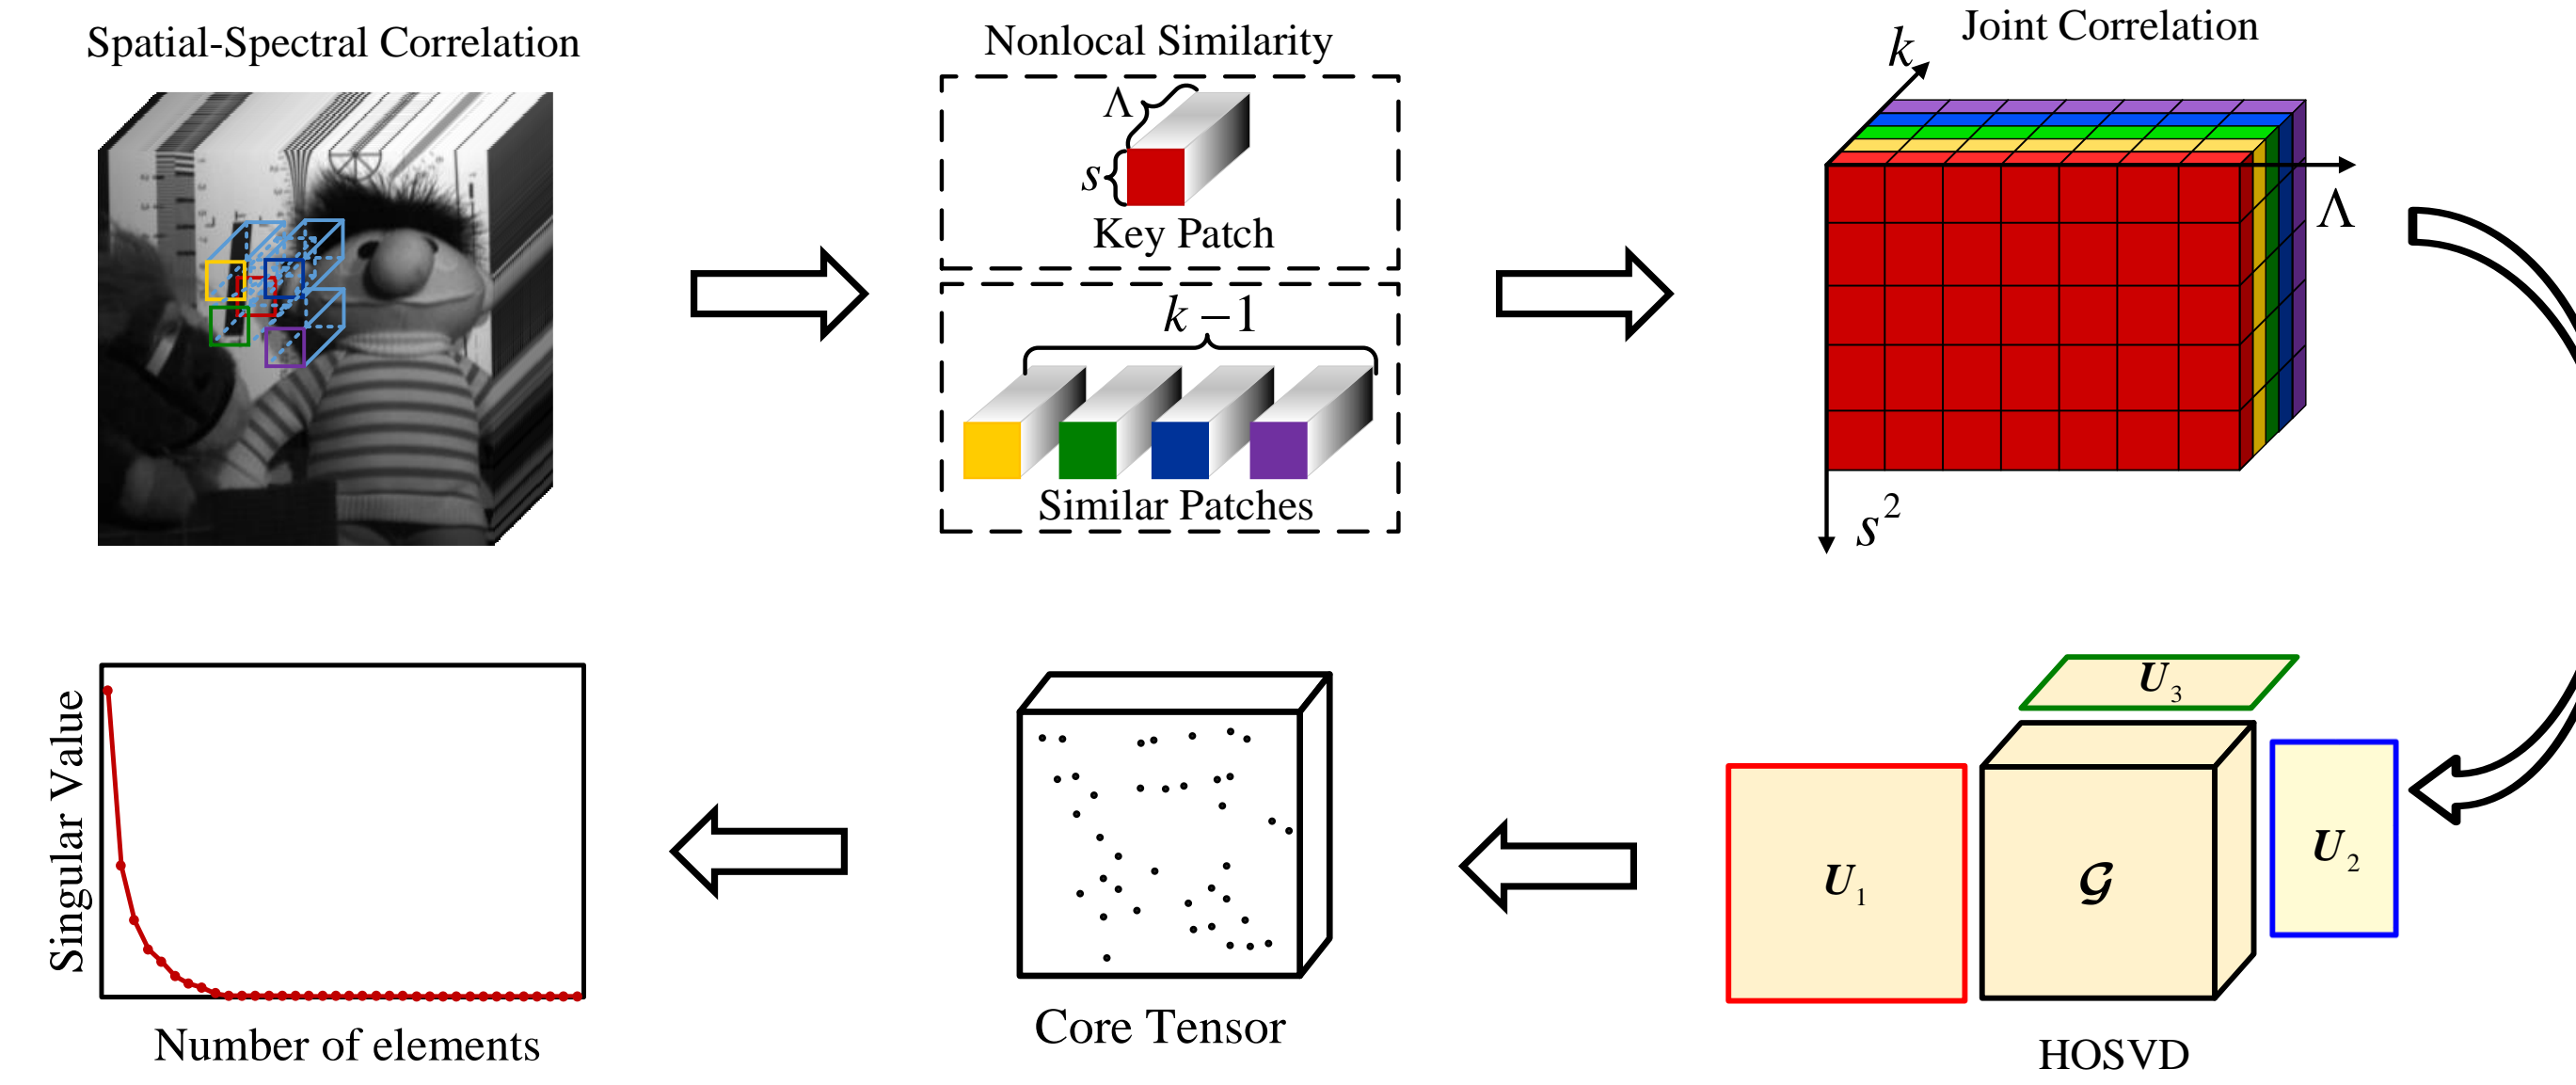 Spatial-Spectral Correlation
Nonlocal Similarity
Λ
s
Key Patch
k − 1
Similar Patches
Joint Correlation
k
Λ
s²
U₃
U₁
𝒢
U₂
HOSVD
Core Tensor
Singular Value
Number of elements